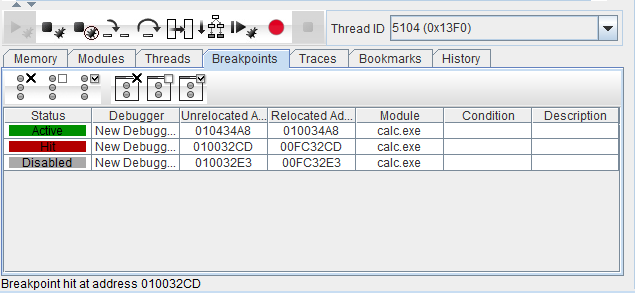 Thread ID 5104 (0x13F0)
Memory Modules Threads Breakpoints Traces Bookmarks History
Status Debugger Unrelocated A... Relocated Ad... Module Condition Description
Active New Debugg... 010434A8 010034A8 calc.exe
Hit New Debugg... 010032CD 00FC32CD calc.exe
Disabled New Debugg... 010032E3 00FC32E3 calc.exe
Breakpoint hit at address 010032CD